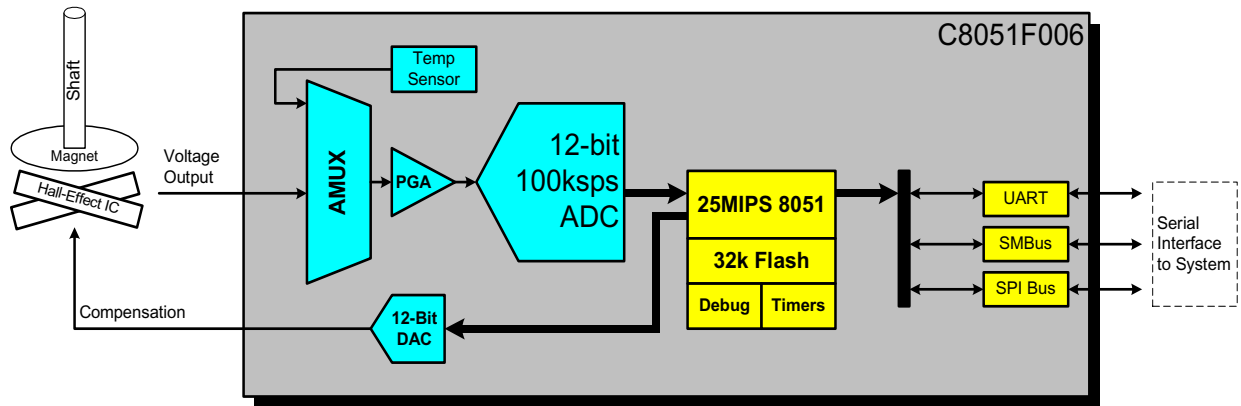 C8051F006
Shaft
Magnet
Hall-Effect IC
Voltage
Output
Compensation
Temp
Sensor
AMUX
PGA
12-bit
100ksps
ADC
12-Bit
DAC
25MIPS 8051
32k Flash
Debug
Timers
UART
SMBus
SPI Bus
Serial
Interface
to System